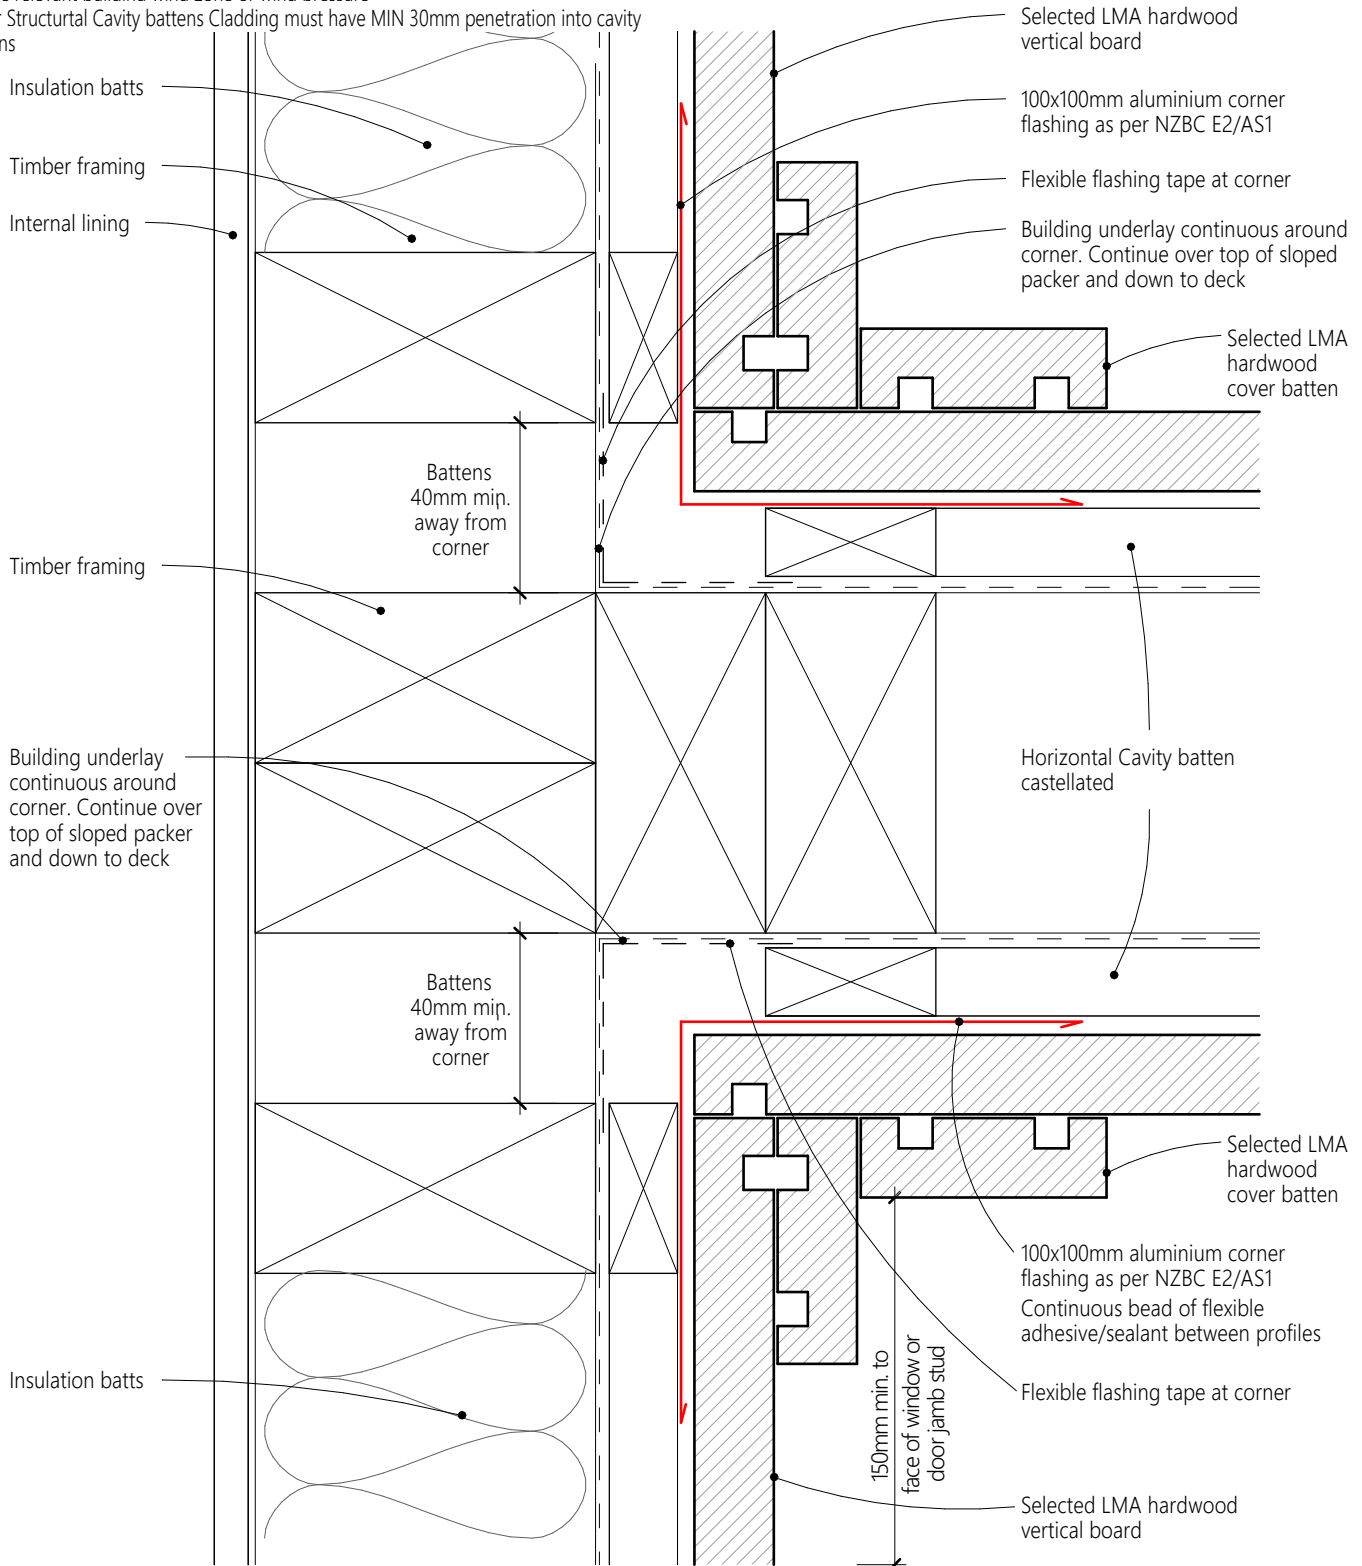 r Structurtal Cavity battens Cladding must have MIN 30mm penetration into cavity
Insulation batts
Timber framing
Internal lining
Selected LMA hardwood
vertical board
100x100mm aluminium corner
flashing as per NZBC E2/AS1
Flexible flashing tape at corner
Building underlay continuous around
corner. Continue over top of sloped
packer and down to deck
Selected LMA
hardwood
cover batten
Battens
40mm min.
away from
corner
Timber framing
Building underlay
continuous around
corner. Continue over
top of sloped packer
and down to deck
Horizontal Cavity batten
castellated
Battens
40mm min.
away from
corner
Selected LMA
hardwood
cover batten
100x100mm aluminium corner
flashing as per NZBC E2/AS1
Continuous bead of flexible
adhesive/sealant between profiles
Flexible flashing tape at corner
150mm min. to
face of window or
door jamb stud
Insulation batts
Selected LMA hardwood
vertical board